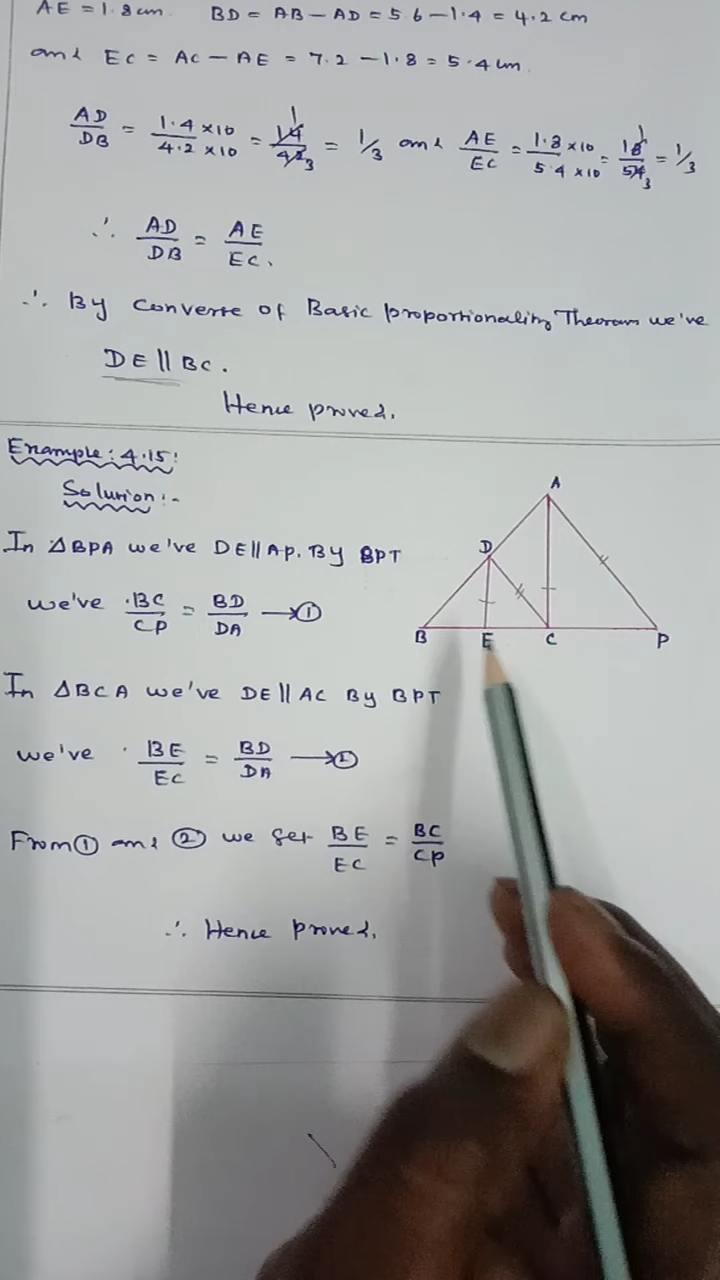 AE = 1.8 cm. BD = AB - AD = 5 6 - 1.4 = 4.2 cm
and EC = AC - AE = 7.2 - 1.8 = 5.4 cm
AD/DB = 1.4 ×10/4.2 ×10 = 14/42 = 1/3 and AE/EC = 1.8 ×10/5.4 ×10 = 18/54 = 1/3
∴ AD/DB = AE/EC.
∴ By Converse of Basic proportionality Theorem we've
DE || BC.
Hence proved.
Example: 4.15:
Solution:-
In ΔBPA we've DE || AP. By BPT
we've BC/CP = BD/DA → ①
In ΔBCA we've DE || AC By BPT
we've BE/EC = BD/DA → ②
From ① and ② we get BE/EC = BC/CP
∴ Hence proved.
A
D
B E C P